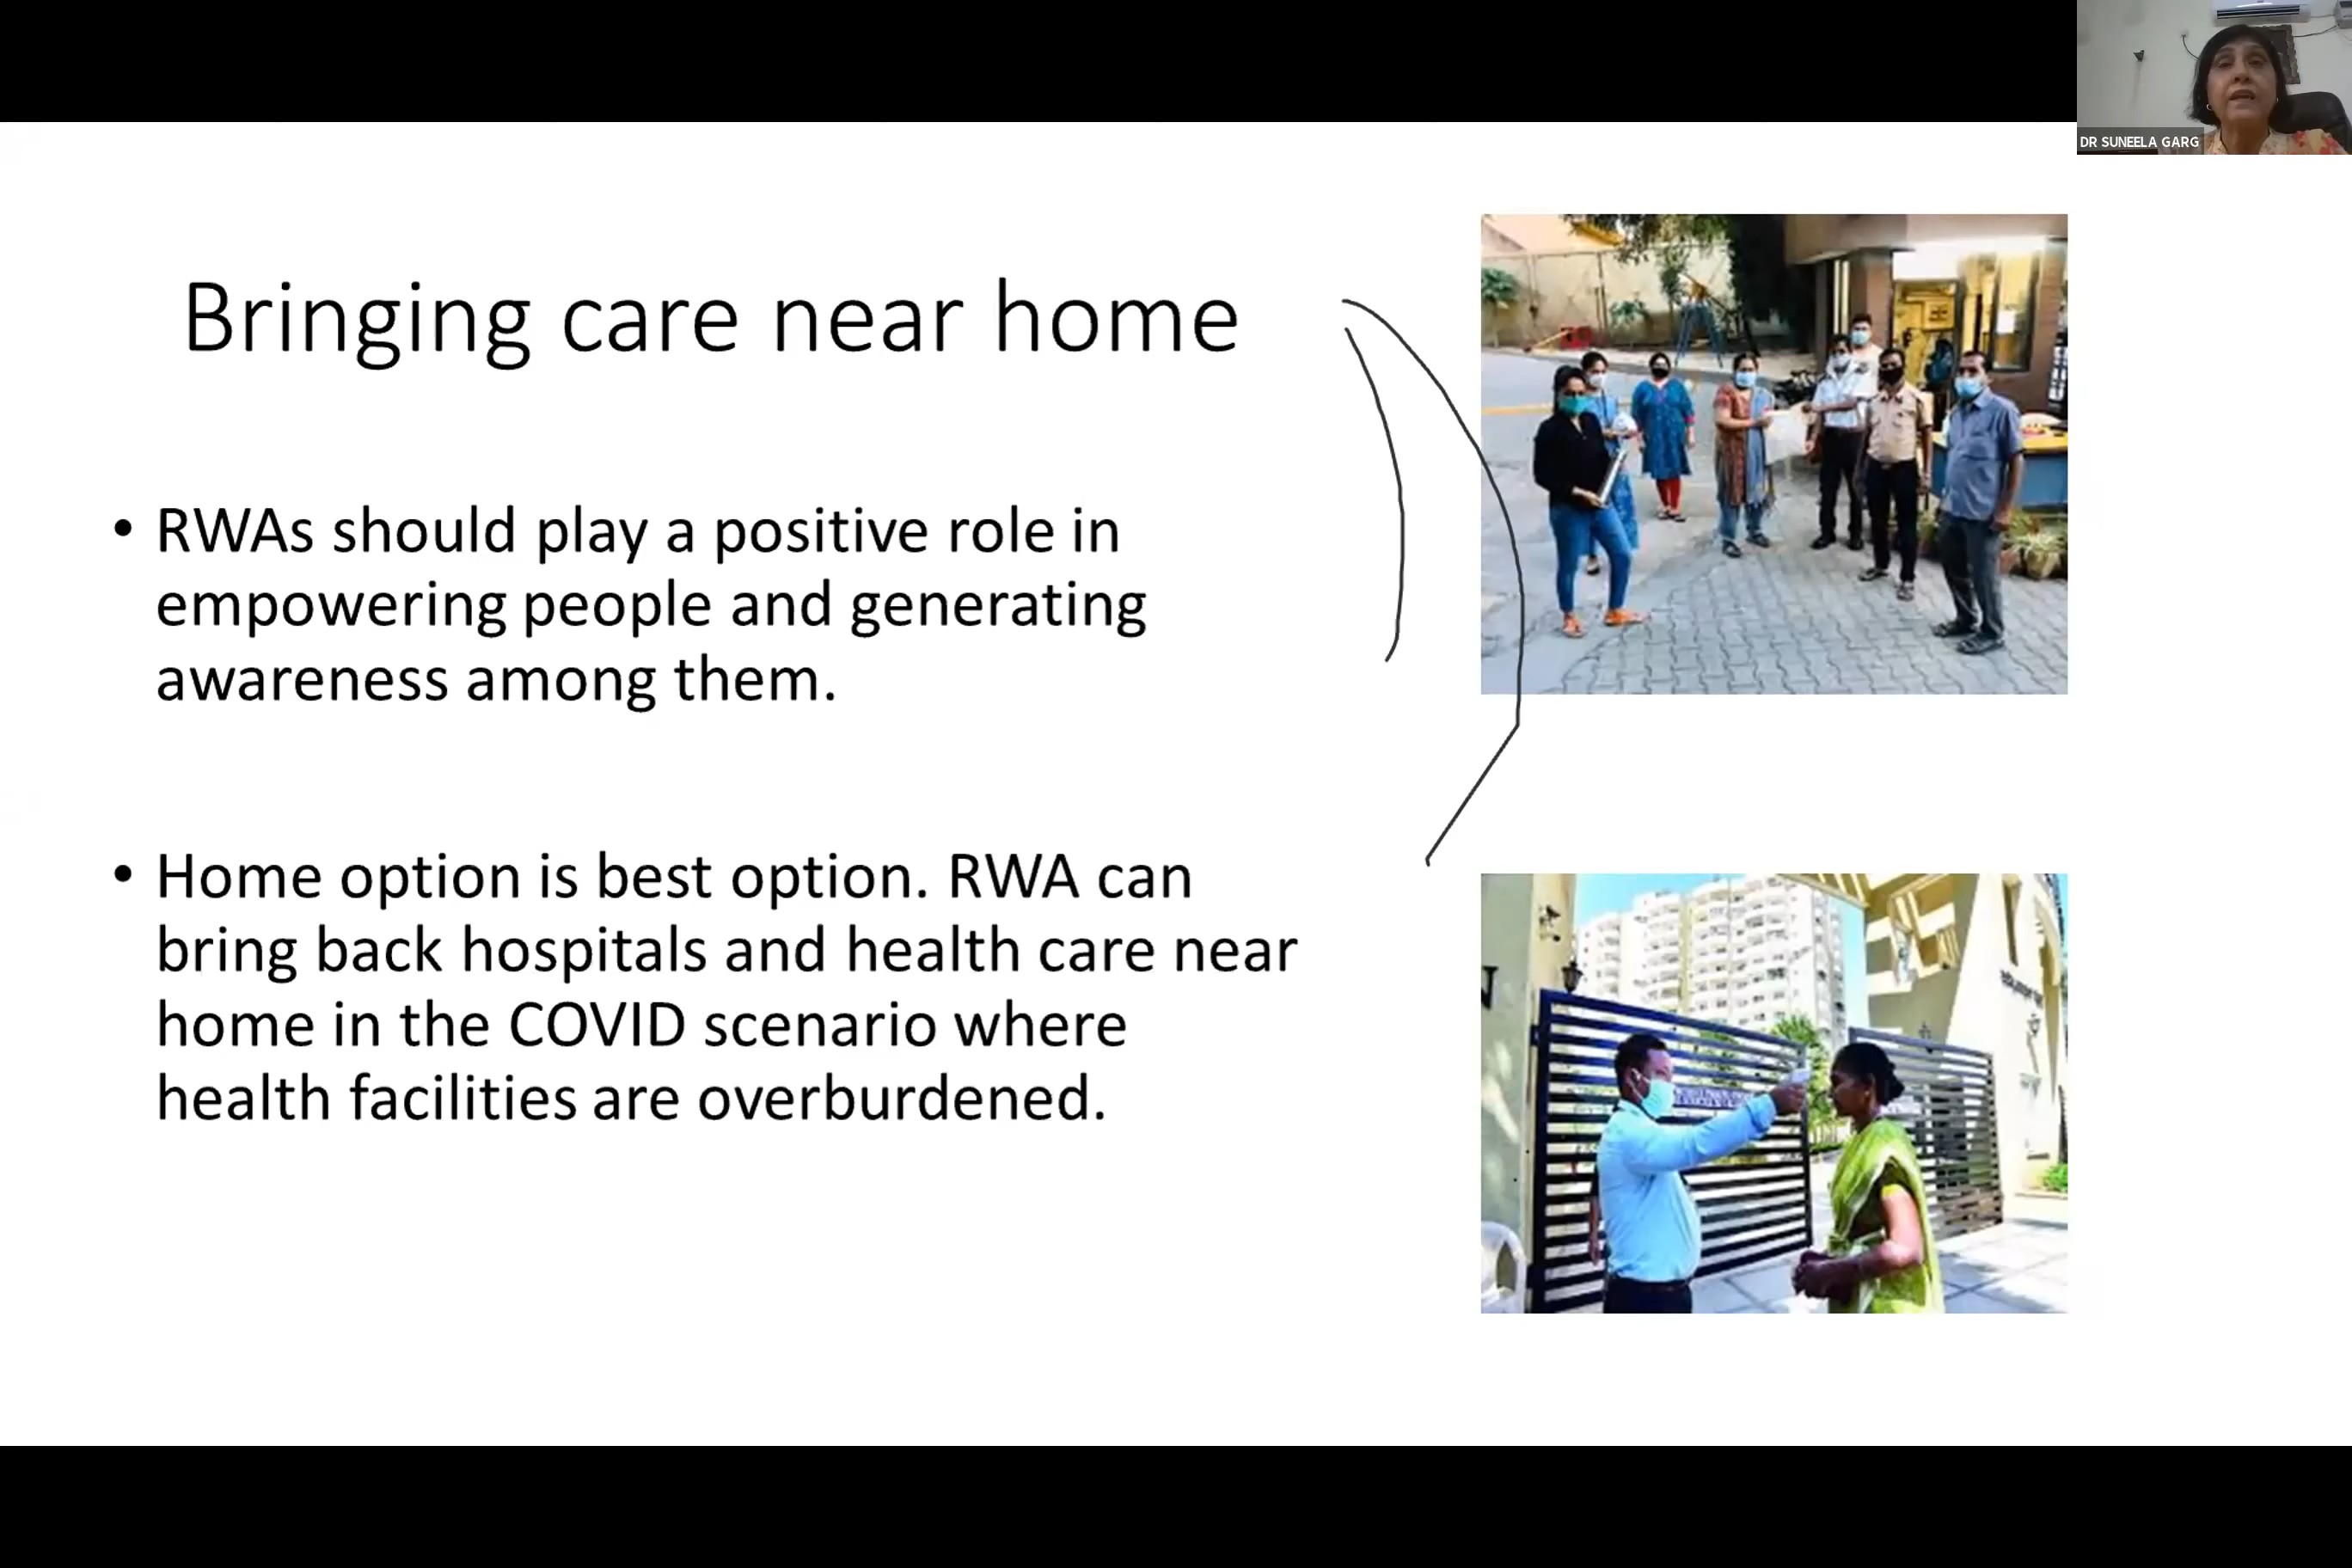 DR SUNEELA GARG
Bringing care near home
• RWAs should play a positive role in
empowering people and generating
awareness among them.
• Home option is best option. RWA can
bring back hospitals and health care near
home in the COVID scenario where
health facilities are overburdened.